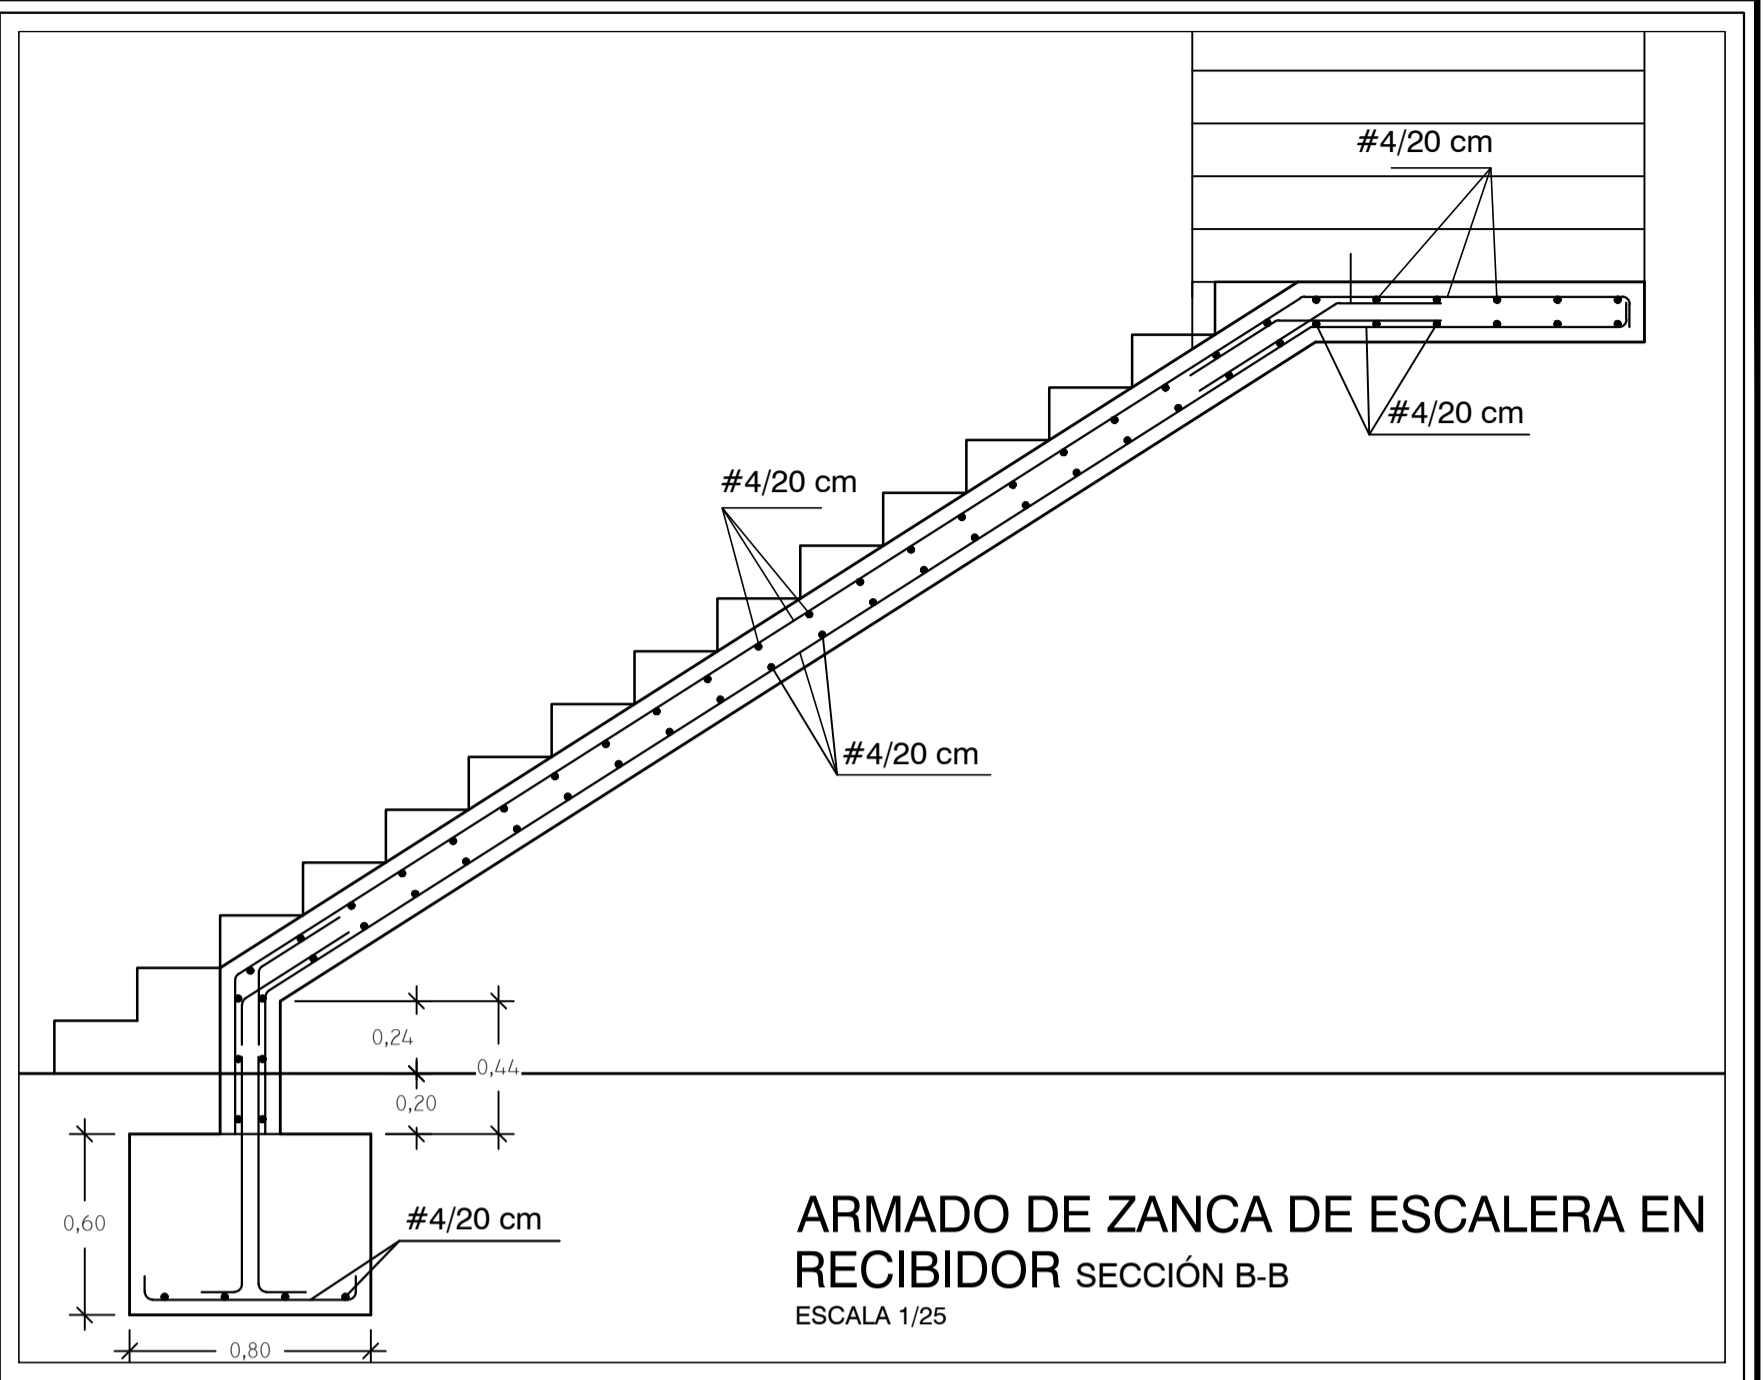 #4/20 cm
#4/20 cm
#4/20 cm
#4/20 cm
0,24
0,44
0,20
0,60
#4/20 cm
0,80
ARMADO DE ZANCA DE ESCALERA EN
RECIBIDOR SECCIÓN B-B
ESCALA 1/25